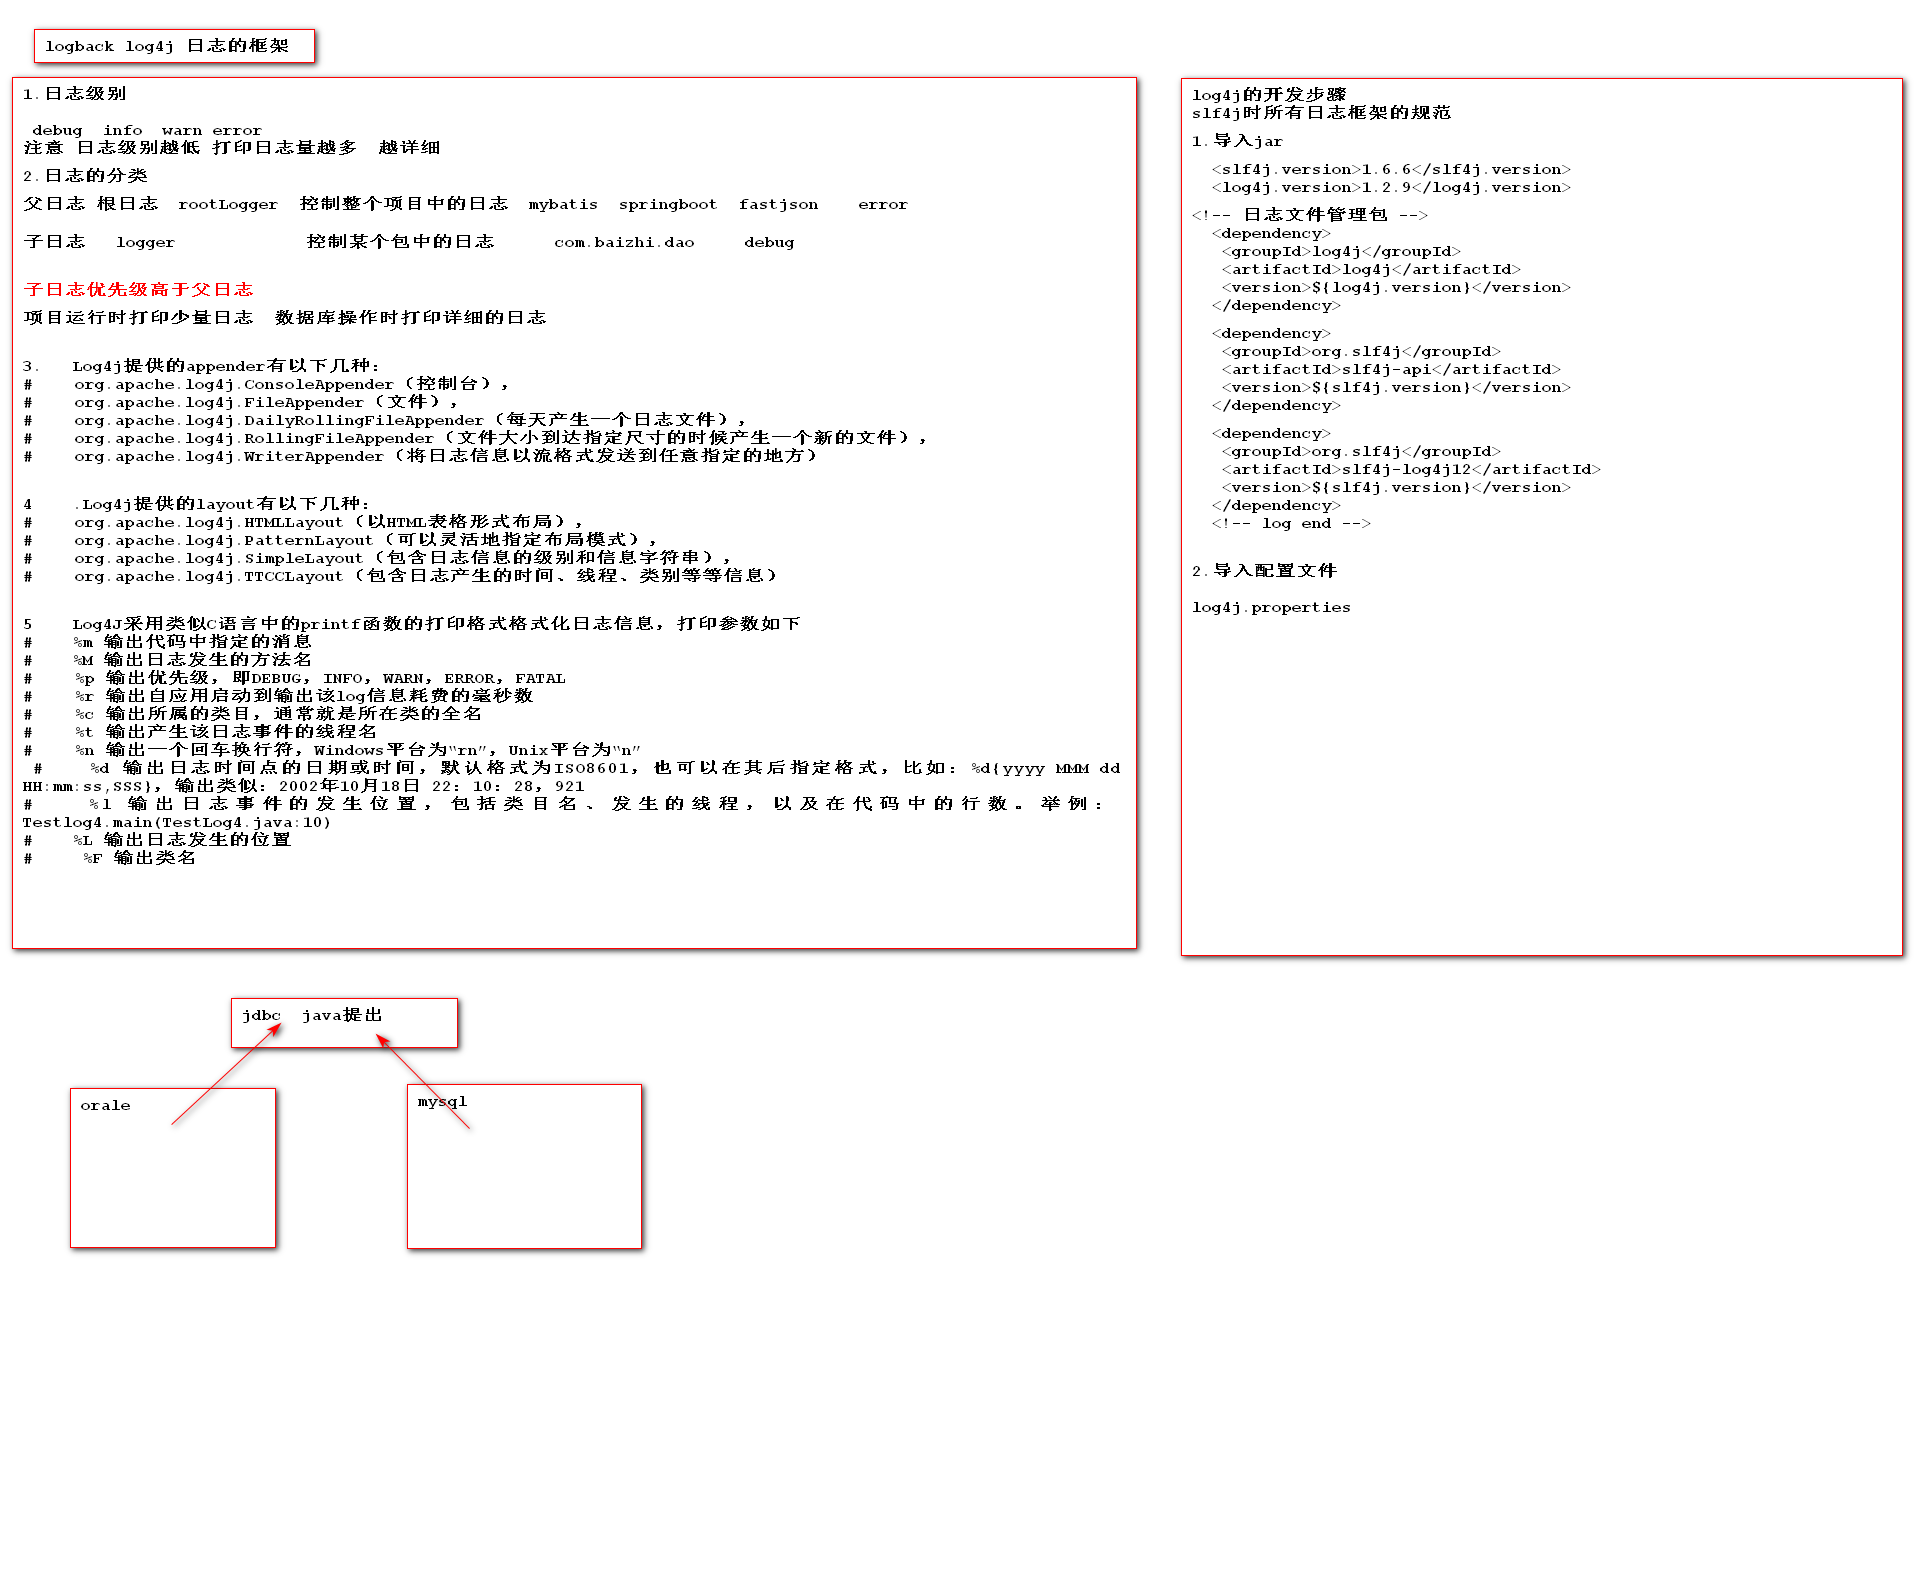 logback log4j 日志的框架
1.日志级别
debug  info  warn error
注意 日志级别越低 打印日志量越多  越详细
2.日志的分类
父日志 根日志  rootLogger  控制整个项目中的日志  mybatis  springboot  fastjson    error
子日志   logger             控制某个包中的日志      com.baizhi.dao     debug
子日志优先级高于父日志
项目运行时打印少量日志  数据库操作时打印详细的日志
3.   Log4j提供的appender有以下几种：
#    org.apache.log4j.ConsoleAppender（控制台），
#    org.apache.log4j.FileAppender（文件），
#    org.apache.log4j.DailyRollingFileAppender（每天产生一个日志文件），
#    org.apache.log4j.RollingFileAppender（文件大小到达指定尺寸的时候产生一个新的文件），
#    org.apache.log4j.WriterAppender（将日志信息以流格式发送到任意指定的地方）
4    .Log4j提供的layout有以下几种：
#    org.apache.log4j.HTMLLayout（以HTML表格形式布局），
#    org.apache.log4j.PatternLayout（可以灵活地指定布局模式），
#    org.apache.log4j.SimpleLayout（包含日志信息的级别和信息字符串），
#    org.apache.log4j.TTCCLayout（包含日志产生的时间、线程、类别等等信息）
5    Log4J采用类似C语言中的printf函数的打印格式格式化日志信息，打印参数如下
#    %m 输出代码中指定的消息
#    %M 输出日志发生的方法名
#    %p 输出优先级，即DEBUG，INFO，WARN，ERROR，FATAL
#    %r 输出自应用启动到输出该log信息耗费的毫秒数
#    %c 输出所属的类目，通常就是所在类的全名
#    %t 输出产生该日志事件的线程名
#    %n 输出一个回车换行符，Windows平台为“rn”，Unix平台为“n”
#     %d 输出日志时间点的日期或时间，默认格式为ISO8601，也可以在其后指定格式，比如：%d{yyyy MMM dd
HH:mm:ss,SSS}，输出类似：2002年10月18日 22：10：28，921
#     %l 输出日志事件的发生位置，包括类目名、发生的线程，以及在代码中的行数。举例：
Testlog4.main(TestLog4.java:10)
#    %L 输出日志发生的位置
#     %F 输出类名
log4j的开发步骤
slf4j时所有日志框架的规范
1.导入jar
<slf4j.version>1.6.6</slf4j.version>
<log4j.version>1.2.9</log4j.version>
<!-- 日志文件管理包 -->
<dependency>
<groupId>log4j</groupId>
<artifactId>log4j</artifactId>
<version>${log4j.version}</version>
</dependency>
<dependency>
<groupId>org.slf4j</groupId>
<artifactId>slf4j-api</artifactId>
<version>${slf4j.version}</version>
</dependency>
<dependency>
<groupId>org.slf4j</groupId>
<artifactId>slf4j-log4j12</artifactId>
<version>${slf4j.version}</version>
</dependency>
<!-- log end -->
2.导入配置文件
log4j.properties
jdbc  java提出
orale
mysql